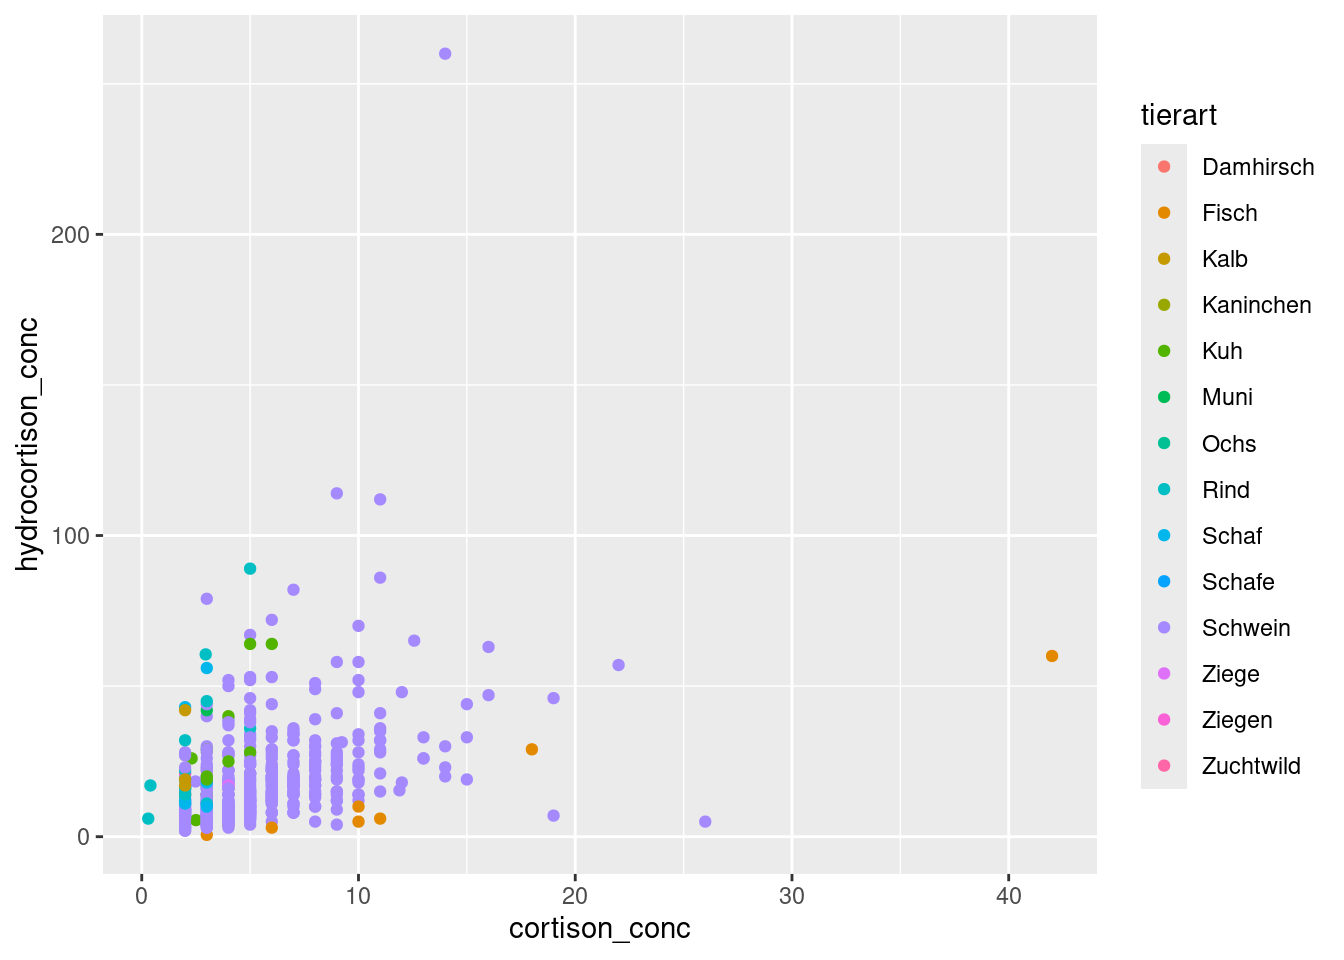 hydrocortison_conc
200
100
0
0 10 20 30 40
cortison_conc
tierart
Damhirsch
Fisch
Kalb
Kaninchen
Kuh
Muni
Ochs
Rind
Schaf
Schafe
Schwein
Ziege
Ziegen
Zuchtwild